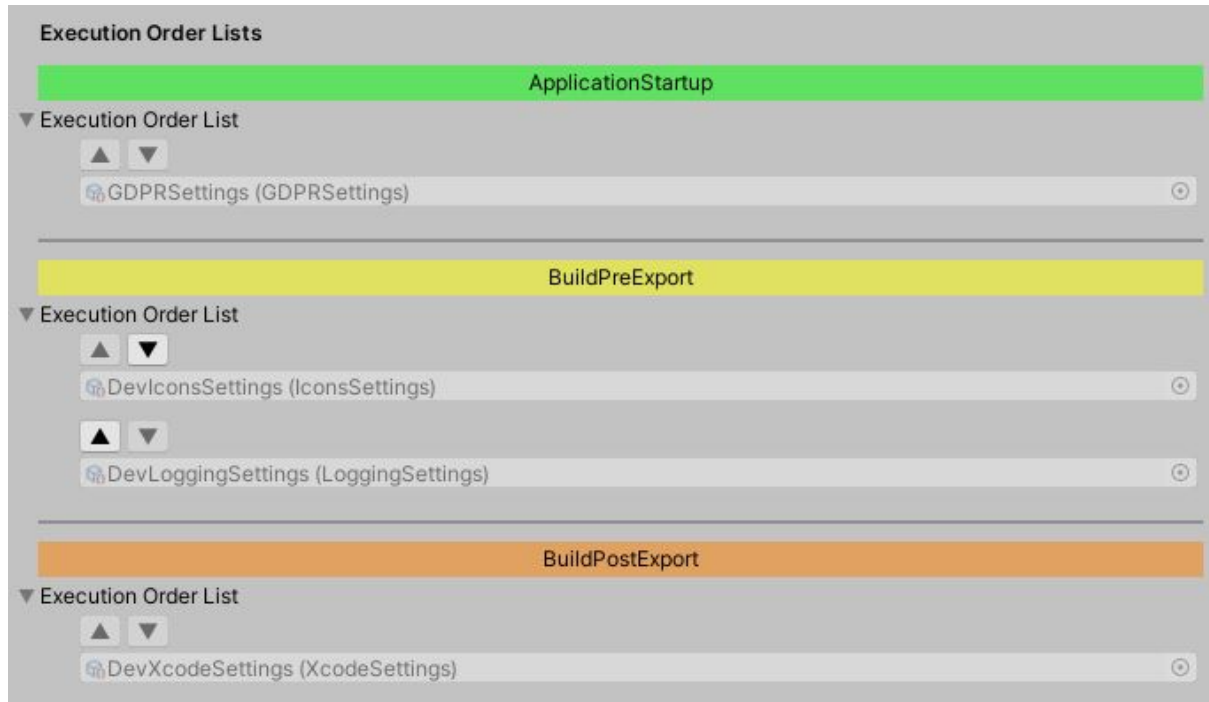 Execution Order Lists
ApplicationStartup
Execution Order List
GDPRSettings (GDPRSettings)
BuildPreExport
Execution Order List
DevIconsSettings (IconsSettings)
DevLoggingSettings (LoggingSettings)
BuildPostExport
Execution Order List
DevXcodeSettings (XcodeSettings)